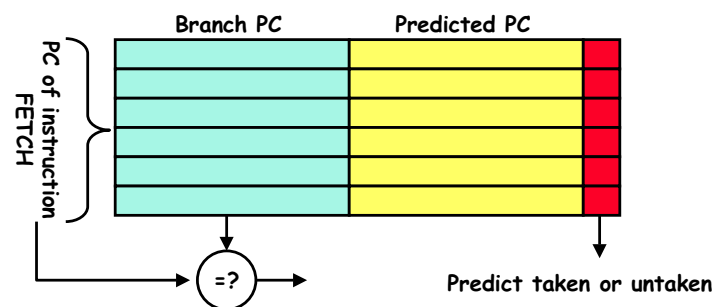 Branch PC
Predicted PC
PC of instruction
FETCH
=?
Predict taken or untaken